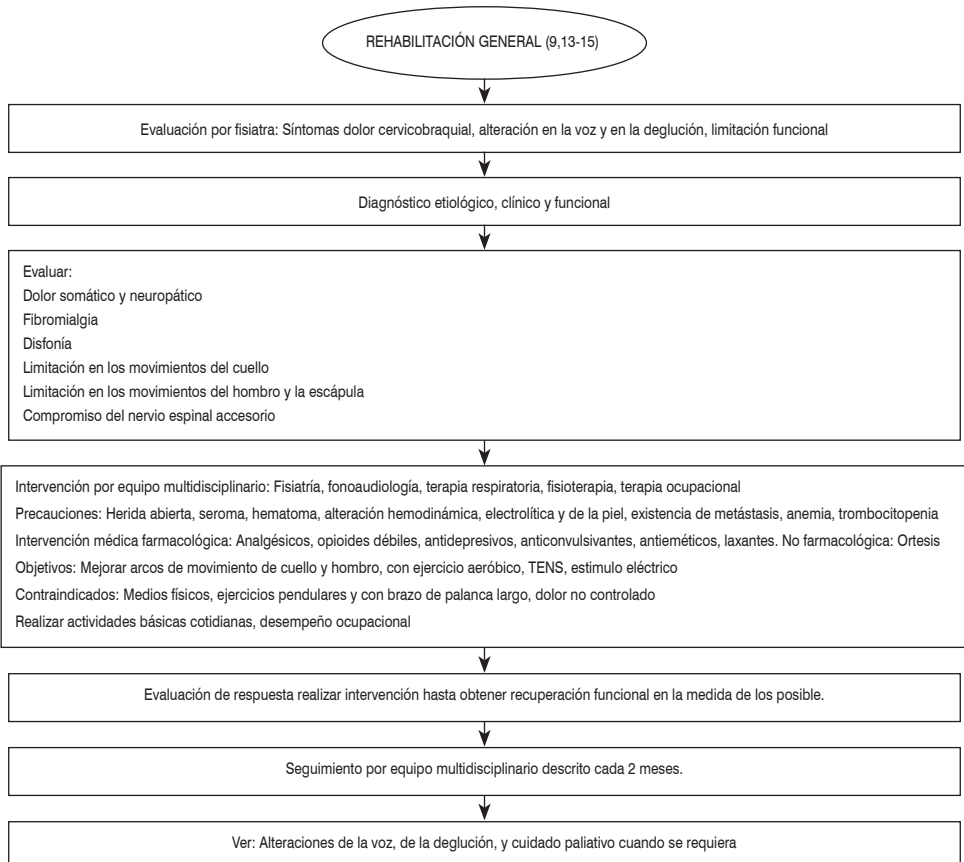 REHABILITACIÓN GENERAL (9,13-15)
Evaluación por fisiatra: Síntomas dolor cervicobraquial, alteración en la voz y en la deglución, limitación funcional
Diagnóstico etiológico, clínico y funcional
Evaluar:
Dolor somático y neuropático
Fibromialgia
Disfonía
Limitación en los movimientos del cuello
Limitación en los movimientos del hombro y la escápula
Compromiso del nervio espinal accesorio
Intervención por equipo multidisciplinario: Fisiatría, fonoaudiología, terapia respiratoria, fisioterapia, terapia ocupacional
Precauciones: Herida abierta, seroma, hematoma, alteración hemodinámica, electrolítica y de la piel, existencia de metástasis, anemia, trombocitopenia
Intervención médica farmacológica: Analgésicos, opioides débiles, antidepresivos, anticonvulsivantes, antieméticos, laxantes. No farmacológica: Ortesis
Objetivos: Mejorar arcos de movimiento de cuello y hombro, con ejercicio aeróbico, TENS, estimulo eléctrico
Contraindicados: Medios físicos, ejercicios pendulares y con brazo de palanca largo, dolor no controlado
Realizar actividades básicas cotidianas, desempeño ocupacional
Evaluación de respuesta realizar intervención hasta obtener recuperación funcional en la medida de los posible.
Seguimiento por equipo multidisciplinario descrito cada 2 meses.
Ver: Alteraciones de la voz, de la deglución, y cuidado paliativo cuando se requiera